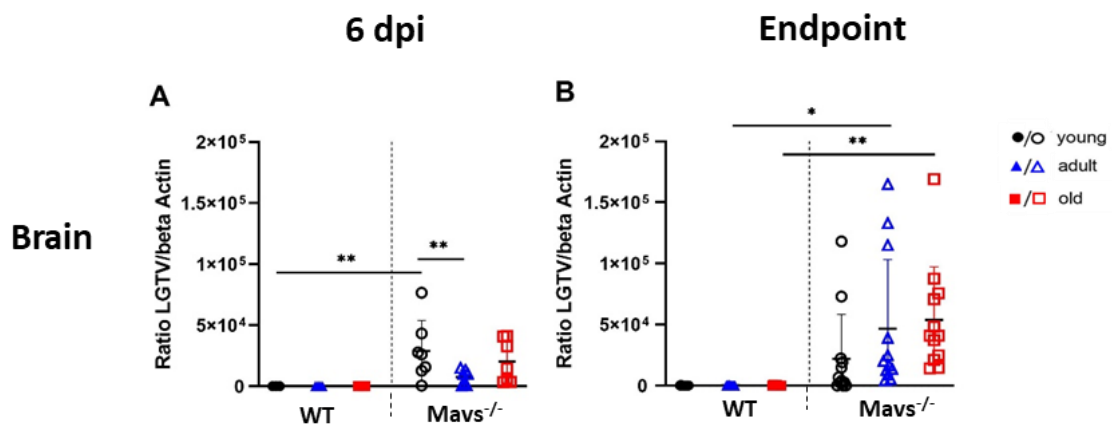 6 dpi
Endpoint
A
B
Brain
Ratio LGTV/beta Actin
2×10⁵
1.5×10⁵
1×10⁵
5×10⁴
0
**
**
WT
Mavs⁻/⁻
Ratio LGTV/beta Actin
2×10⁵
1.5×10⁵
1×10⁵
5×10⁴
0
*
**
WT
Mavs⁻/⁻
●/○ young
▲/△ adult
■/□ old